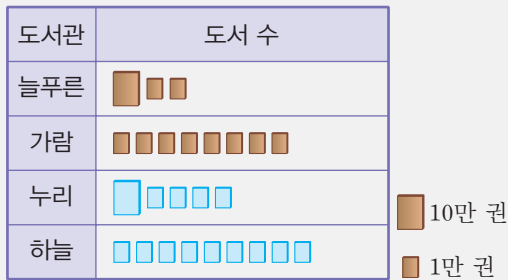 도서관 도서 수
늘푸른
가람
누리
하늘
10만 권
1만 권